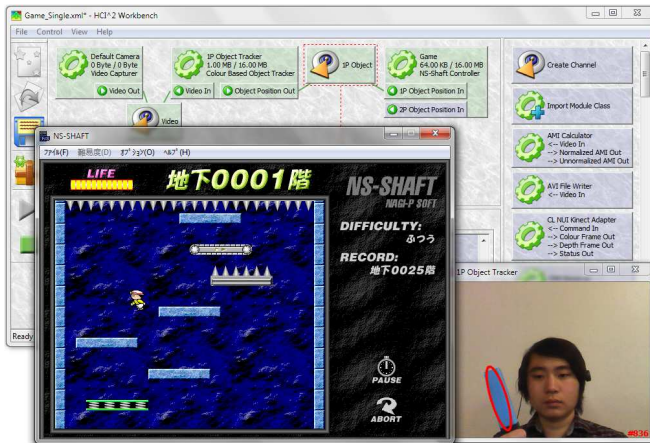 Game_Single.xml* - HCI^2 Workbench
File Control View Help
Default Camera
0 Byte / 0 Byte
Video Capturer
Video Out
1P Object Tracker
1.00 MB / 16.00 MB
Colour Based Object Tracker
Video In
Object Position Out
1P Object
Game
64.00 KB / 16.00 MB
NS-Shaft Controller
1P Object Position In
2P Object Position In
Video
Create Channel
Import Module Class
AMI Calculator
<-- Video In
--> Normalized AMI Out
--> Unnormalized AMI Out
AVI File Writer
<-- Video In
CL NUI Kinect Adapter
<-- Command In
--> Colour Frame Out
--> Depth Frame Out
--> Status Out
Ready
NS-SHAFT
ファイル(F) 難易度(D) オプション(O) ヘルプ(H)
LIFE
地下0001階
NS-SHAFT
NAGI-P SOFT
DIFFICULTY:
ふつう
RECORD:
地下0025階
PAUSE
ABORT
1P Object Tracker
#836